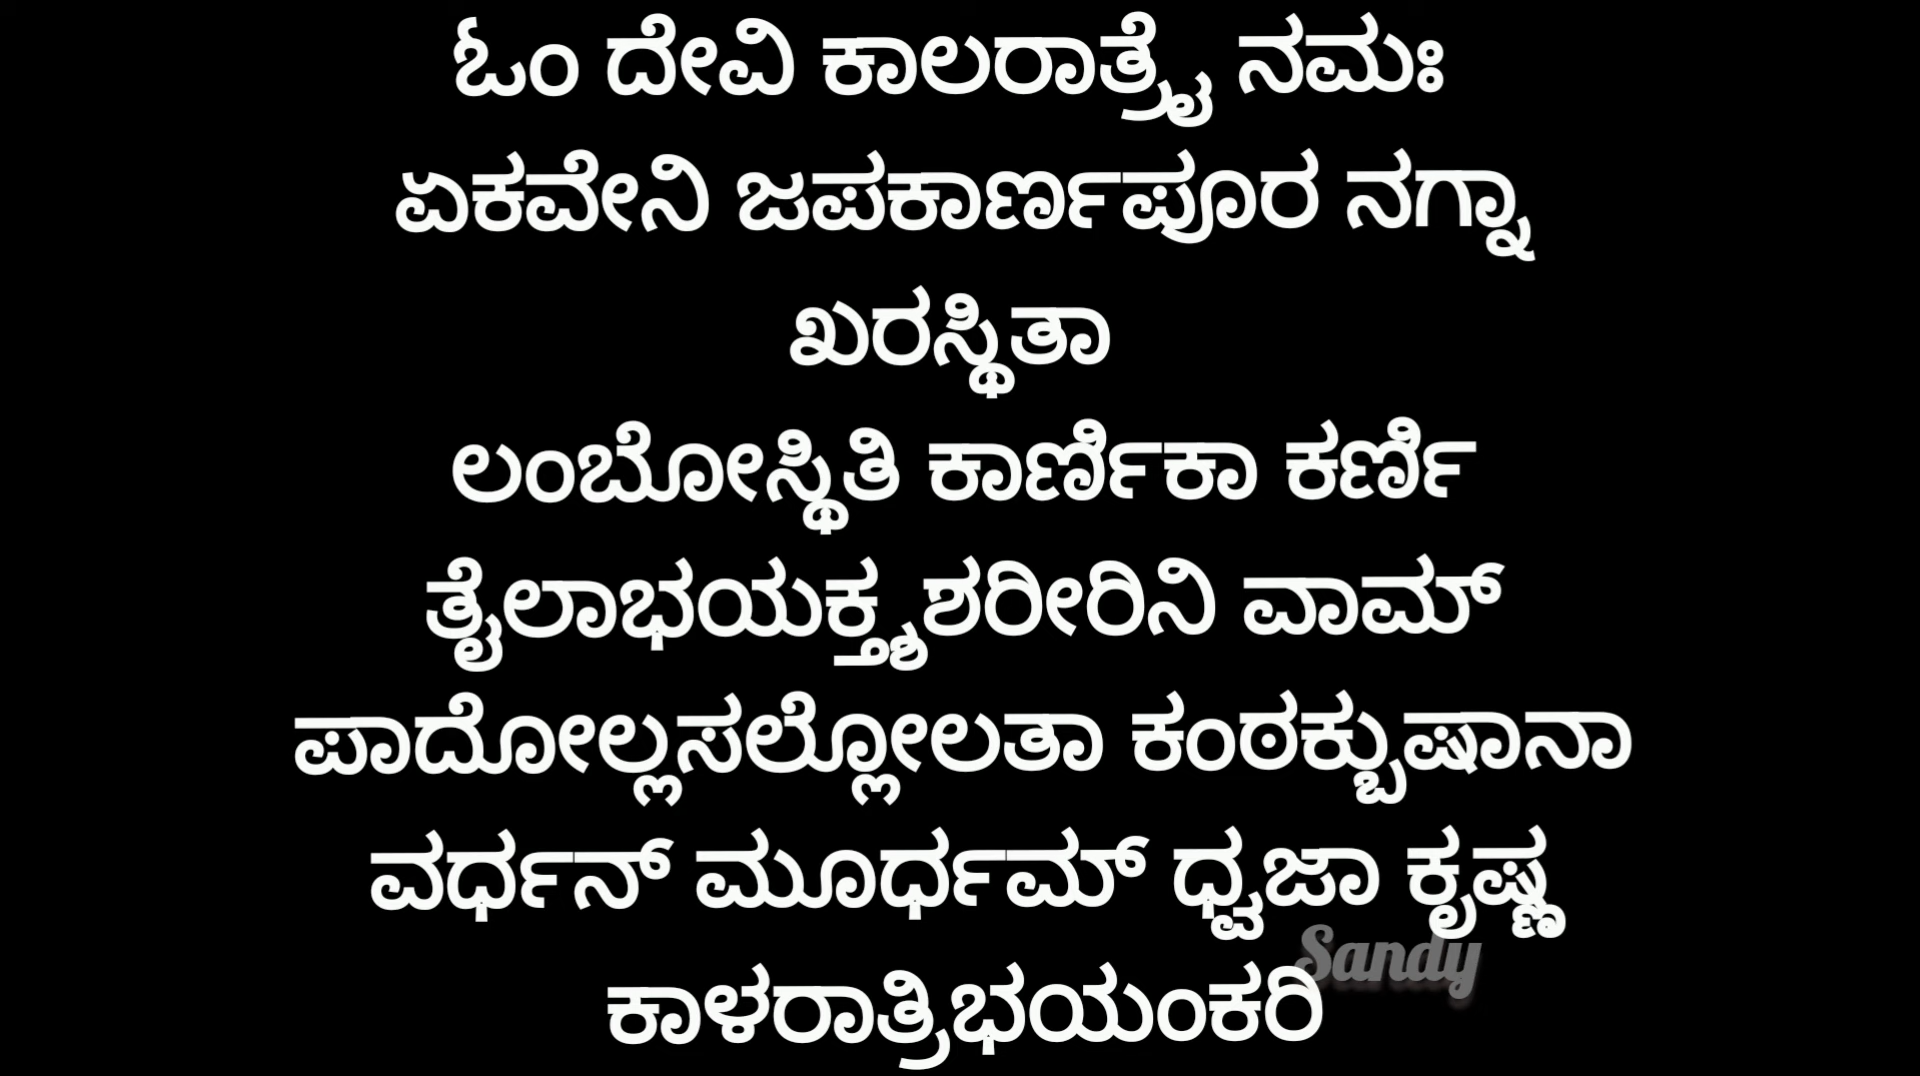 ಓಂ ದೇವಿ ಕಾಲರಾತ್ರೈ ನಮಃ
ಏಕವೇನಿ ಜಪಕಾರ್ಣಪೂರ ನಗ್ನಾ
ಖರಸ್ಥಿತಾ
ಲಂಬೋಸ್ಥಿತಿ ಕಾರ್ಣಿಕಾ ಕರ್ಣಿ
ತೈಲಾಭಯಕ್ತ್ಯಶರೀರಿನಿ ವಾಮ್
ಪಾದೋಲ್ಲಸಲ್ಲೋಲತಾ ಕಂಠಕ್ಬುಷಾನಾ
ವರ್ಧನ್ ಮೂರ್ಧಮ್ ಧ್ವಜಾ ಕೃಷ್ಣ
Sandy
ಕಾಳರಾತ್ರಿಭಯಂಕರಿ